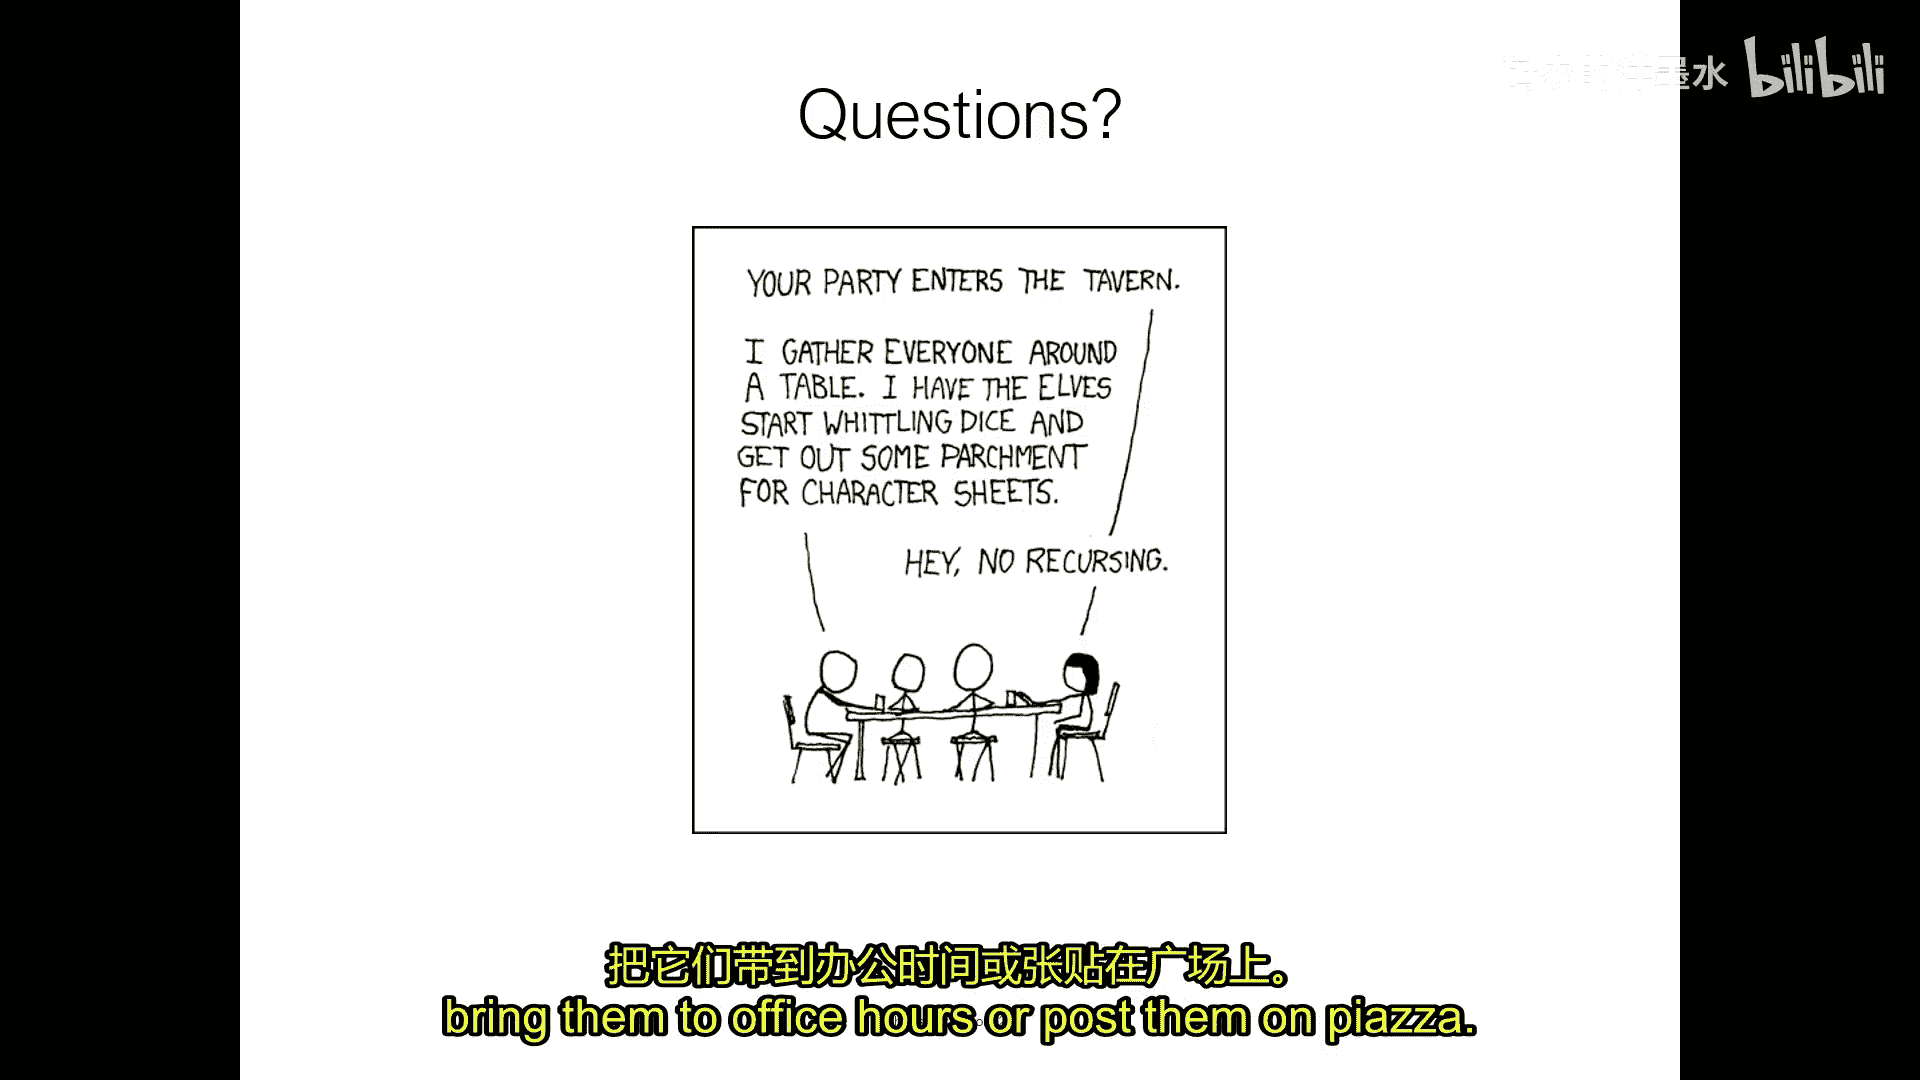 Questions?
bilibili
YOUR PARTY ENTERS THE TAVERN.
I GATHER EVERYONE AROUND
A TABLE. I HAVE THE ELVES
START WHITTLING DICE AND
GET OUT SOME PARCHMENT
FOR CHARACTER SHEETS.
HEY, NO RECURSING.
把它们带到办公时间或张贴在广场上。
bring them to office hours or post them on piazza.